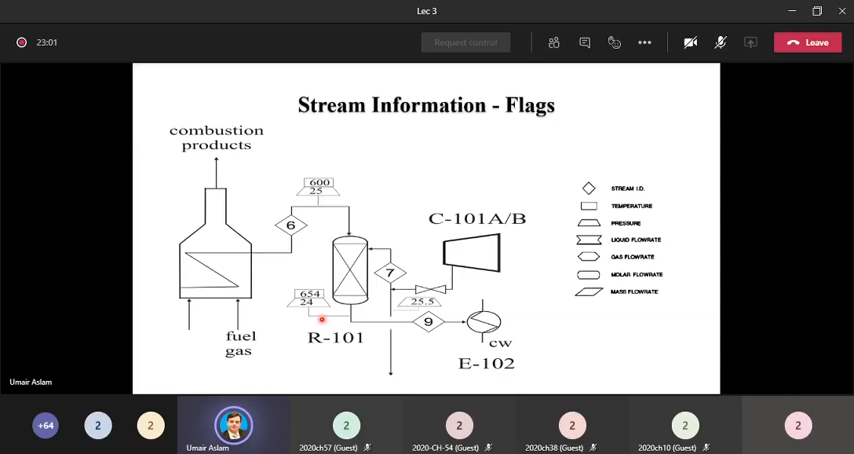 Lec 3
23:01
Request control
Leave
Stream Information - Flags
combustion
products
600
25
6
C-101A/B
7
654
24
25.5
9
R-101
cw
E-102
fuel
gas
STREAM I.D.
TEMPERATURE
PRESSURE
LIQUID FLOWRATE
GAS FLOWRATE
MOLAR FLOWRATE
MASS FLOWRATE
Umair Aslam
+64
2
2
2
2
2
2
2
Umair Aslam
2020ch57 (Guest)
2020-CH-54 (Guest)
2020ch38 (Guest)
2020ch10 (Guest)